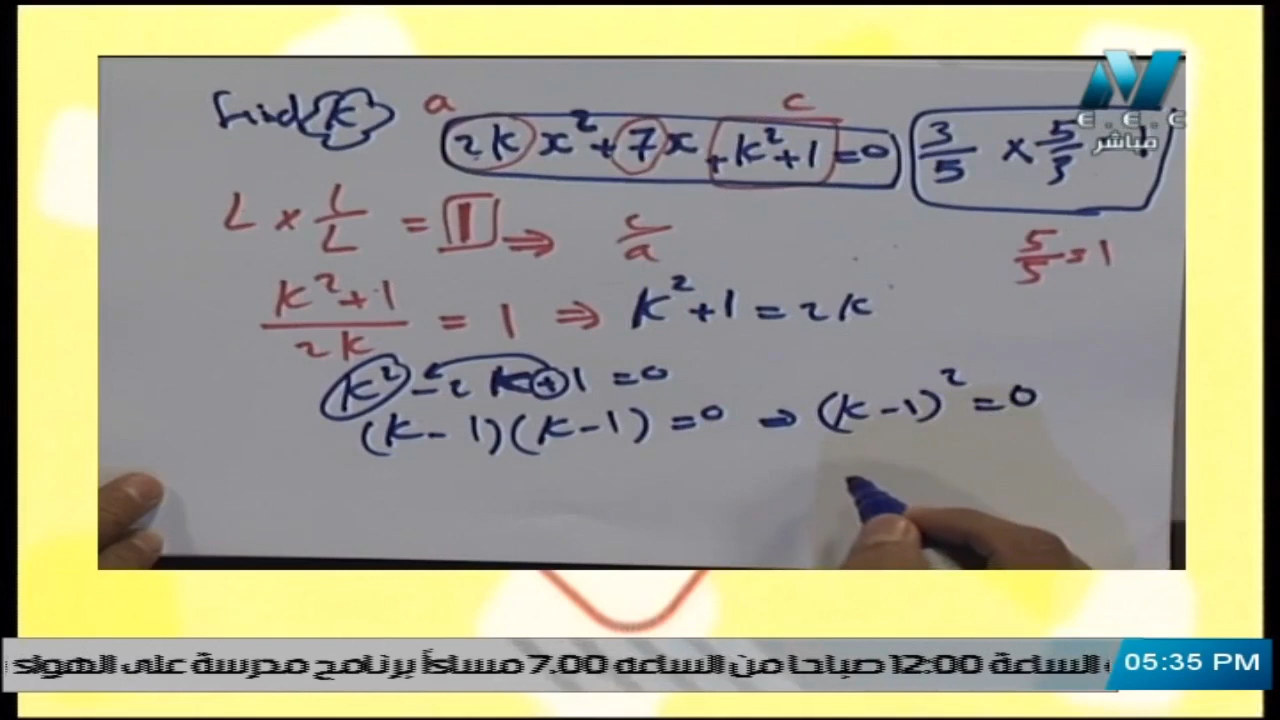 find K
a c
2k x² + 7x + k² + 1 = 0
3/5 × 5/3 = 1
L × 1/L = 1 ⇒ c/a
5/5 = 1
k² + 1 / 2k = 1 ⇒ k² + 1 = 2k
k² - 2k + 1 = 0
(k - 1)(k - 1) = 0 ⇒ (k - 1)² = 0
E . E . C
مباشر
الساعة 12:00 صباحا من الساعه 7.00 مساءاً برنامج مدرسة على الهواء
05:35 PM